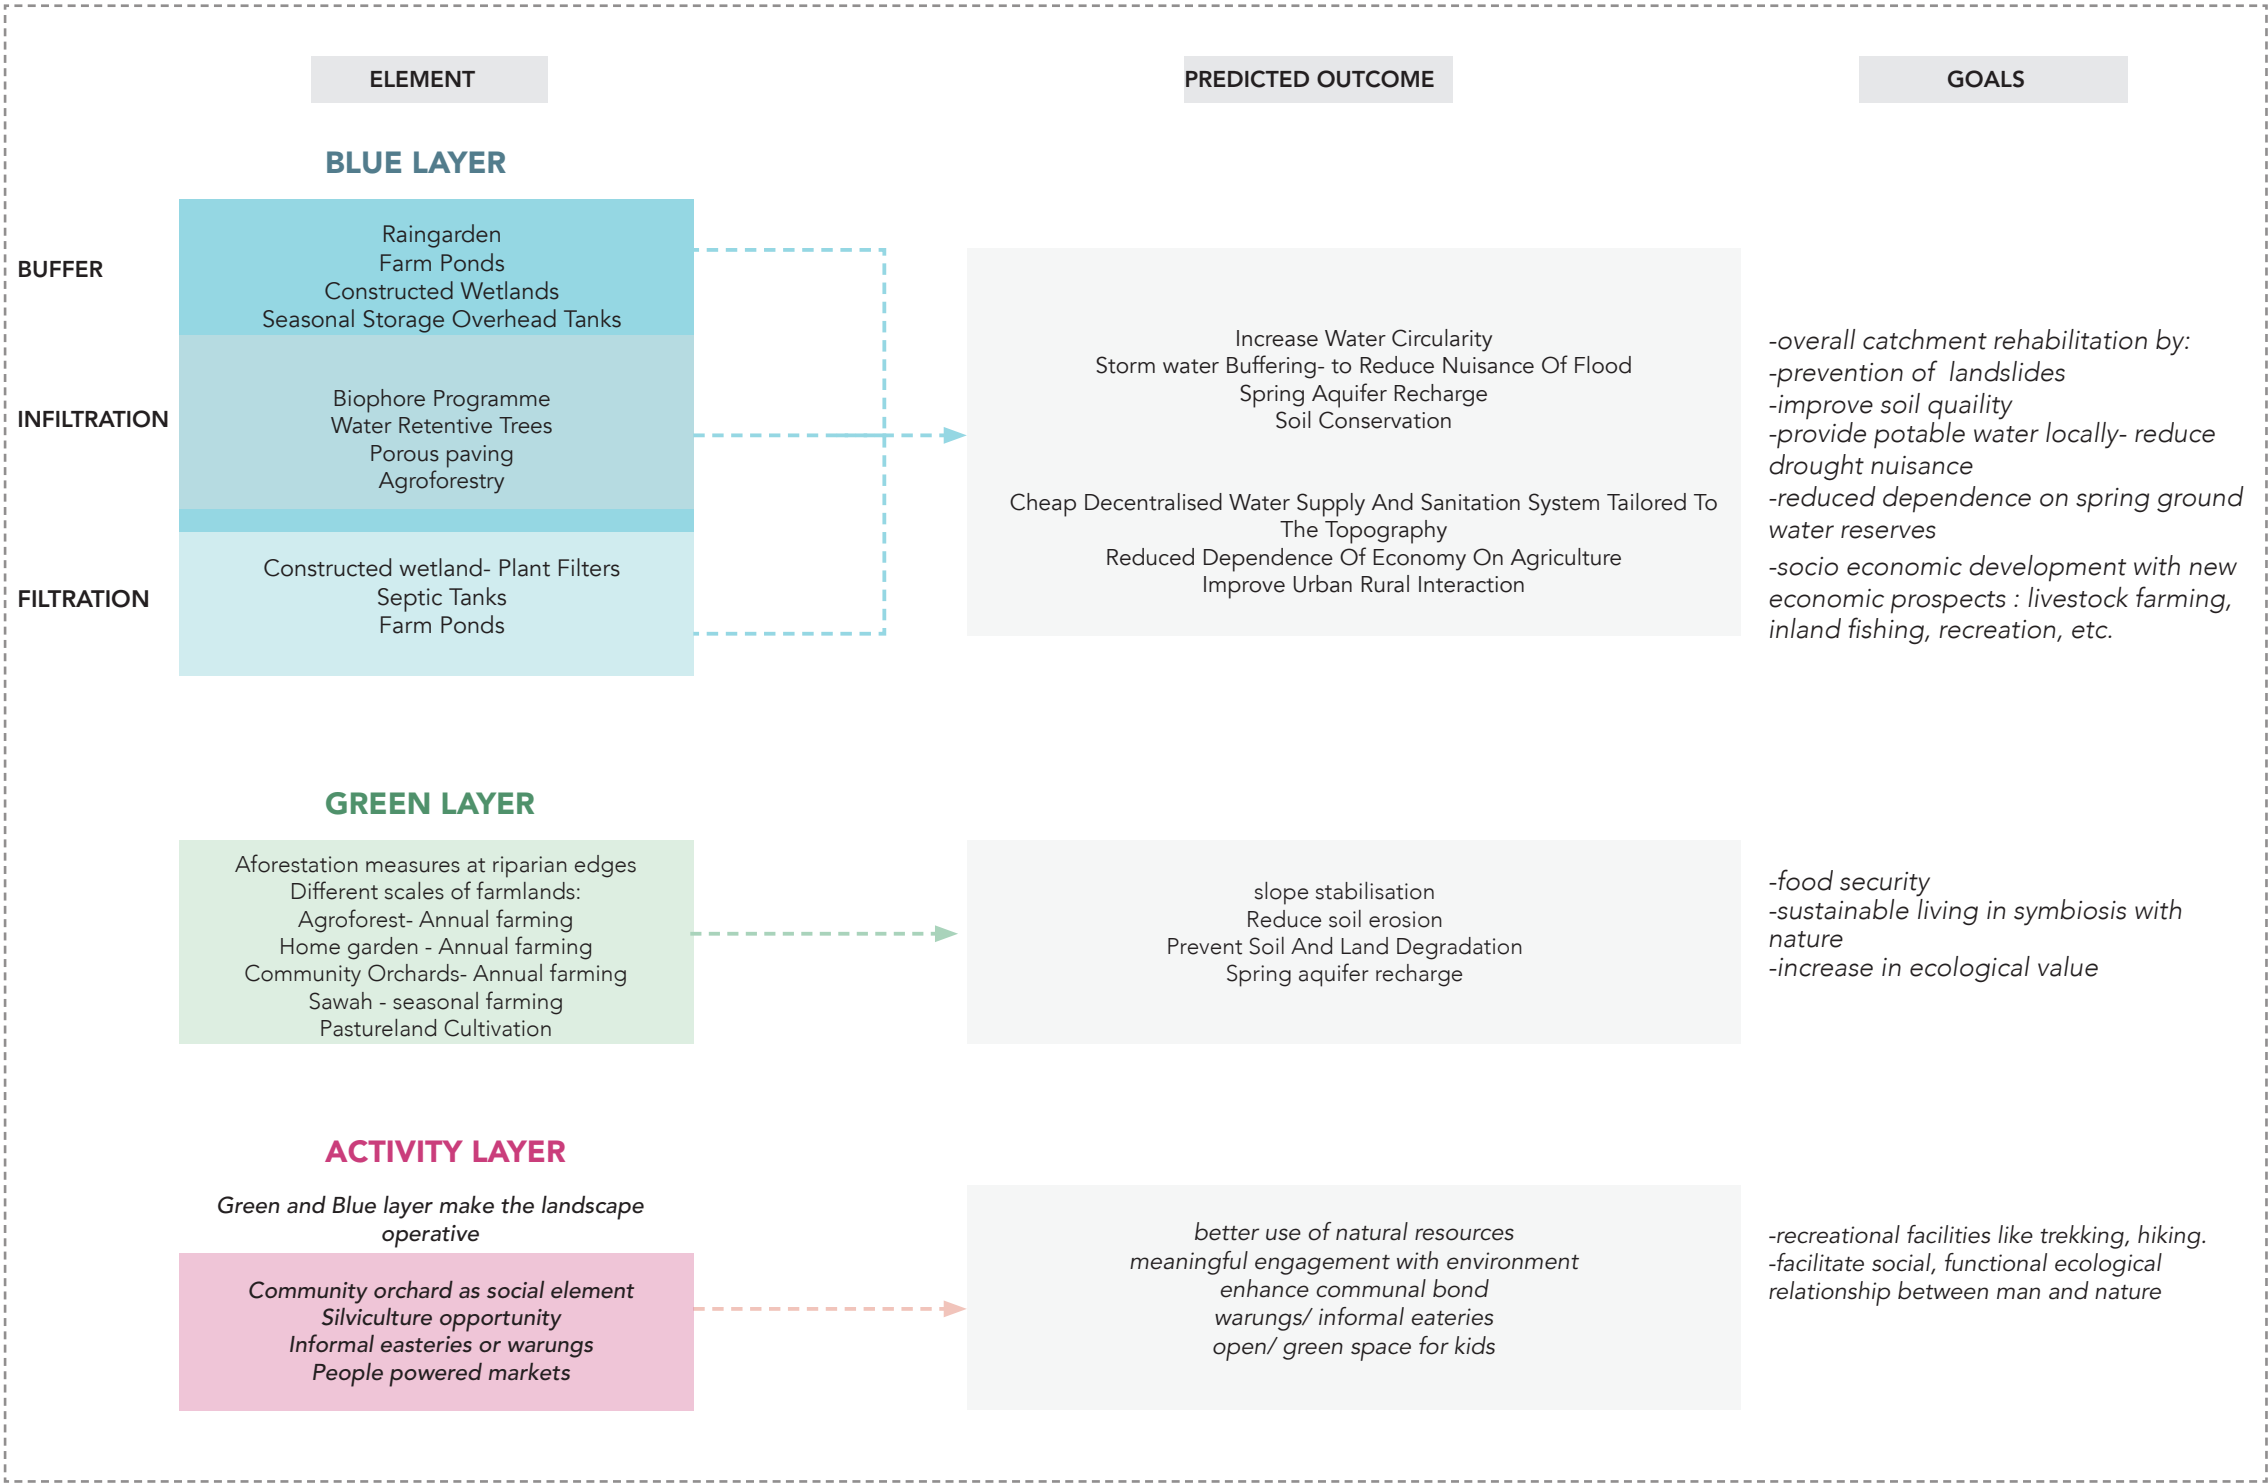 ELEMENT
PREDICTED OUTCOME
GOALS
BLUE LAYER
BUFFER
Raingarden
Farm Ponds
Constructed Wetlands
Seasonal Storage Overhead Tanks
INFILTRATION
Biophore Programme
Water Retentive Trees
Porous paving
Agroforestry
FILTRATION
Constructed wetland- Plant Filters
Septic Tanks
Farm Ponds
Increase Water Circularity
Storm water Buffering- to Reduce Nuisance Of Flood
Spring Aquifer Recharge
Soil Conservation
Cheap Decentralised Water Supply And Sanitation System Tailored To
The Topography
Reduced Dependence Of Economy On Agriculture
Improve Urban Rural Interaction
-overall catchment rehabilitation by:
-prevention of landslides
-improve soil quaility
-provide potable water locally- reduce
drought nuisance
-reduced dependence on spring ground
water reserves
-socio economic development with new
economic prospects : livestock farming,
inland fishing, recreation, etc.
GREEN LAYER
Aforestation measures at riparian edges
Different scales of farmlands:
Agroforest- Annual farming
Home garden - Annual farming
Community Orchards- Annual farming
Sawah - seasonal farming
Pastureland Cultivation
slope stabilisation
Reduce soil erosion
Prevent Soil And Land Degradation
Spring aquifer recharge
-food security
-sustainable living in symbiosis with
nature
-increase in ecological value
ACTIVITY LAYER
Green and Blue layer make the landscape
operative
Community orchard as social element
Silviculture opportunity
Informal easteries or warungs
People powered markets
better use of natural resources
meaningful engagement with environment
enhance communal bond
warungs/ informal eateries
open/ green space for kids
-recreational facilities like trekking, hiking.
-facilitate social, functional ecological
relationship between man and nature